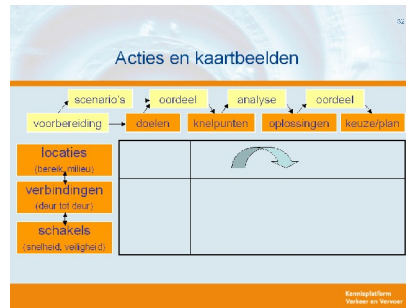 32
Acties en kaartbeelden
scenario's oordeel analyse oordeel
voorbereiding doelen knelpunten oplossingen keuze/plan
locaties
(bereik, milieu)
verbindingen
(deur tot deur)
schakels
(snelheid, veiligheid)
Kennisplatform
Verkeer en Vervoer